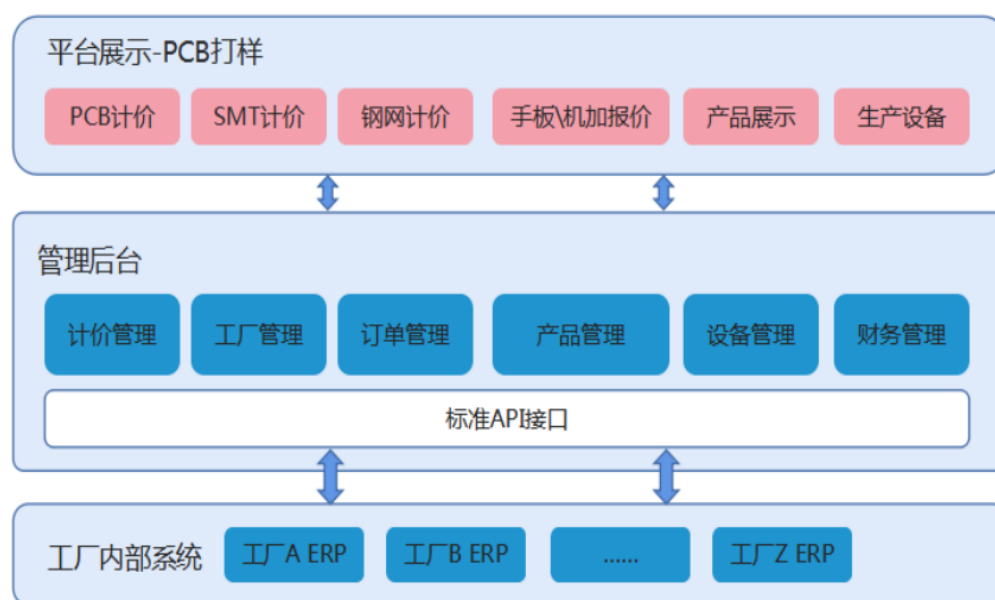 平台展示-PCB打样
PCB计价 SMT计价 钢网计价 手板\机加报价 产品展示 生产设备
管理后台
计价管理 工厂管理 订单管理 产品管理 设备管理 财务管理
标准API接口
工厂内部系统 工厂A ERP 工厂B ERP ...... 工厂Z ERP